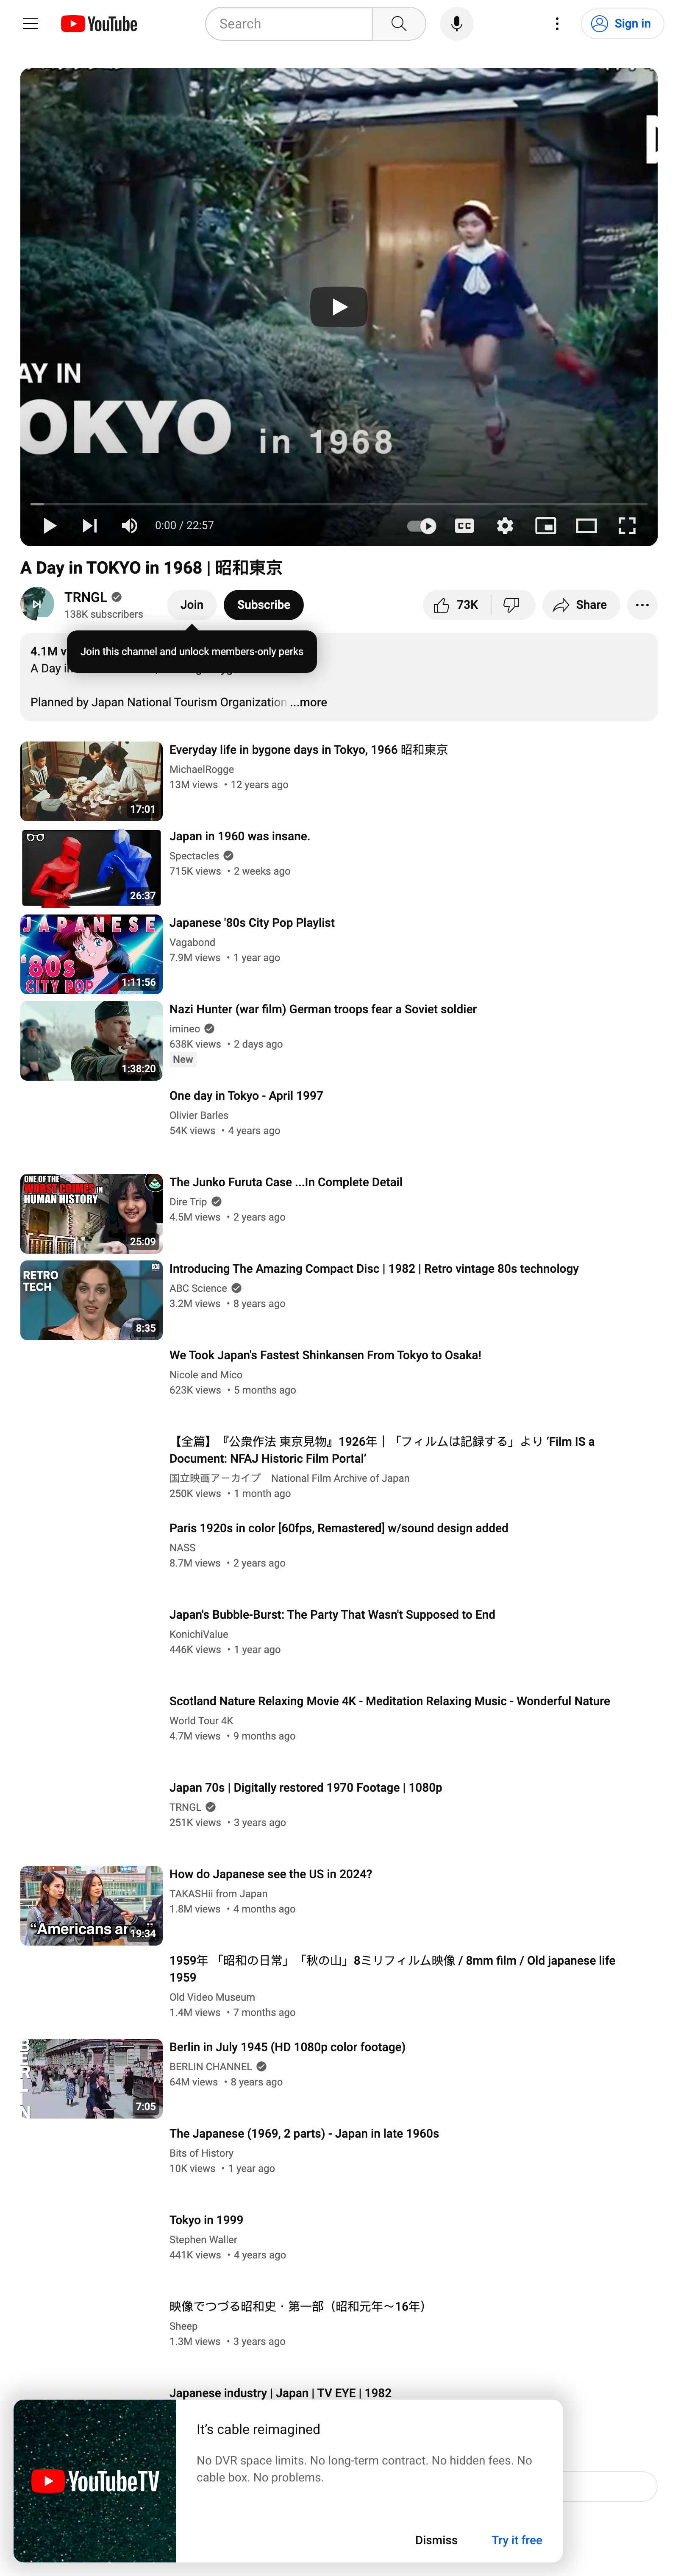 YouTube
Search
Sign in
AY IN
OKYO in 1968
0:00 / 22:57
CC
A Day in TOKYO in 1968 | 昭和東京
TRNGL
138K subscribers
Join
Subscribe
73K
Share
Join this channel and unlock members-only perks
4.1M
A Day
Planned by Japan National Tourism Organization ...more
17:01
Everyday life in bygone days in Tokyo, 1966 昭和東京
MichaelRogge
13M views • 12 years ago
26:37
Japan in 1960 was insane.
Spectacles
715K views • 2 weeks ago
JAPANESE
'80s
CITY POP
1:11:56
Japanese '80s City Pop Playlist
Vagabond
7.9M views • 1 year ago
1:38:20
Nazi Hunter (war film) German troops fear a Soviet soldier
imineo
638K views • 2 days ago
New
One day in Tokyo - April 1997
Olivier Barles
54K views • 4 years ago
ONE OF THE
WORST CRIMES IN
HUMAN HISTORY
25:09
The Junko Furuta Case ...In Complete Detail
Dire Trip
4.5M views • 2 years ago
RETRO
TECH
8:35
Introducing The Amazing Compact Disc | 1982 | Retro vintage 80s technology
ABC Science
3.2M views • 8 years ago
We Took Japan's Fastest Shinkansen From Tokyo to Osaka!
Nicole and Mico
623K views • 5 months ago
【全篇】『公衆作法 東京見物』1926年｜「フィルムは記録する」より ‘Film IS a
Document: NFAJ Historic Film Portal’
国立映画アーカイブ　National Film Archive of Japan
250K views • 1 month ago
Paris 1920s in color [60fps, Remastered] w/sound design added
NASS
8.7M views • 2 years ago
Japan's Bubble-Burst: The Party That Wasn't Supposed to End
KonichiValue
446K views • 1 year ago
Scotland Nature Relaxing Movie 4K - Meditation Relaxing Music - Wonderful Nature
World Tour 4K
4.7M views • 9 months ago
Japan 70s | Digitally restored 1970 Footage | 1080p
TRNGL
251K views • 3 years ago
“Americans ar
19:34
How do Japanese see the US in 2024?
TAKASHii from Japan
1.8M views • 4 months ago
1959年 「昭和の日常」「秋の山」8ミリフィルム映像 / 8mm film / Old japanese life
1959
Old Video Museum
1.4M views • 7 months ago
7:05
Berlin in July 1945 (HD 1080p color footage)
BERLIN CHANNEL
64M views • 8 years ago
The Japanese (1969, 2 parts) - Japan in late 1960s
Bits of History
10K views • 1 year ago
Tokyo in 1999
Stephen Waller
441K views • 4 years ago
映像でつづる昭和史・第一部（昭和元年～16年）
Sheep
1.3M views • 3 years ago
Japanese industry | Japan | TV EYE | 1982
YouTubeTV
It’s cable reimagined
No DVR space limits. No long-term contract. No hidden fees. No
cable box. No problems.
Dismiss
Try it free